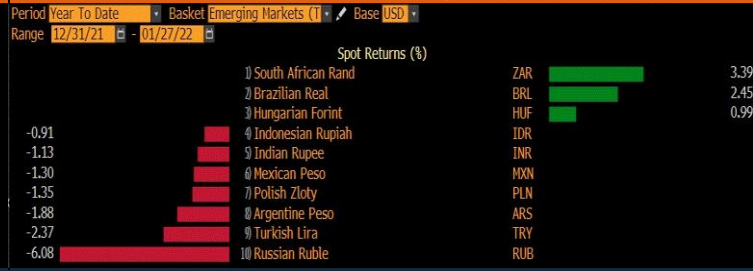 Period Year To Date Basket Emerging Markets (T Base USD
Range 12/31/21 - 01/27/22
Spot Returns (%)
1) South African Rand ZAR 3.39
2) Brazilian Real BRL 2.45
3) Hungarian Forint HUF 0.99
-0.91 4) Indonesian Rupiah IDR
-1.13 5) Indian Rupee INR
-1.30 6) Mexican Peso MXN
-1.35 7) Polish Zloty PLN
-1.88 8) Argentine Peso ARS
-2.37 9) Turkish Lira TRY
-6.08 10) Russian Ruble RUB